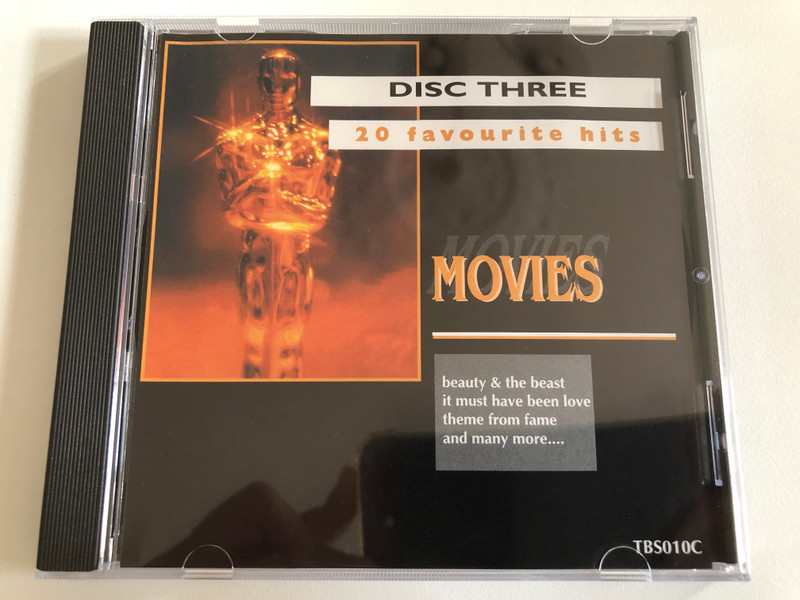 DISC THREE
20 favourite hits
MOVIES
MOVIES
beauty & the beast
it must have been love
theme from fame
and many more....
TBS010C